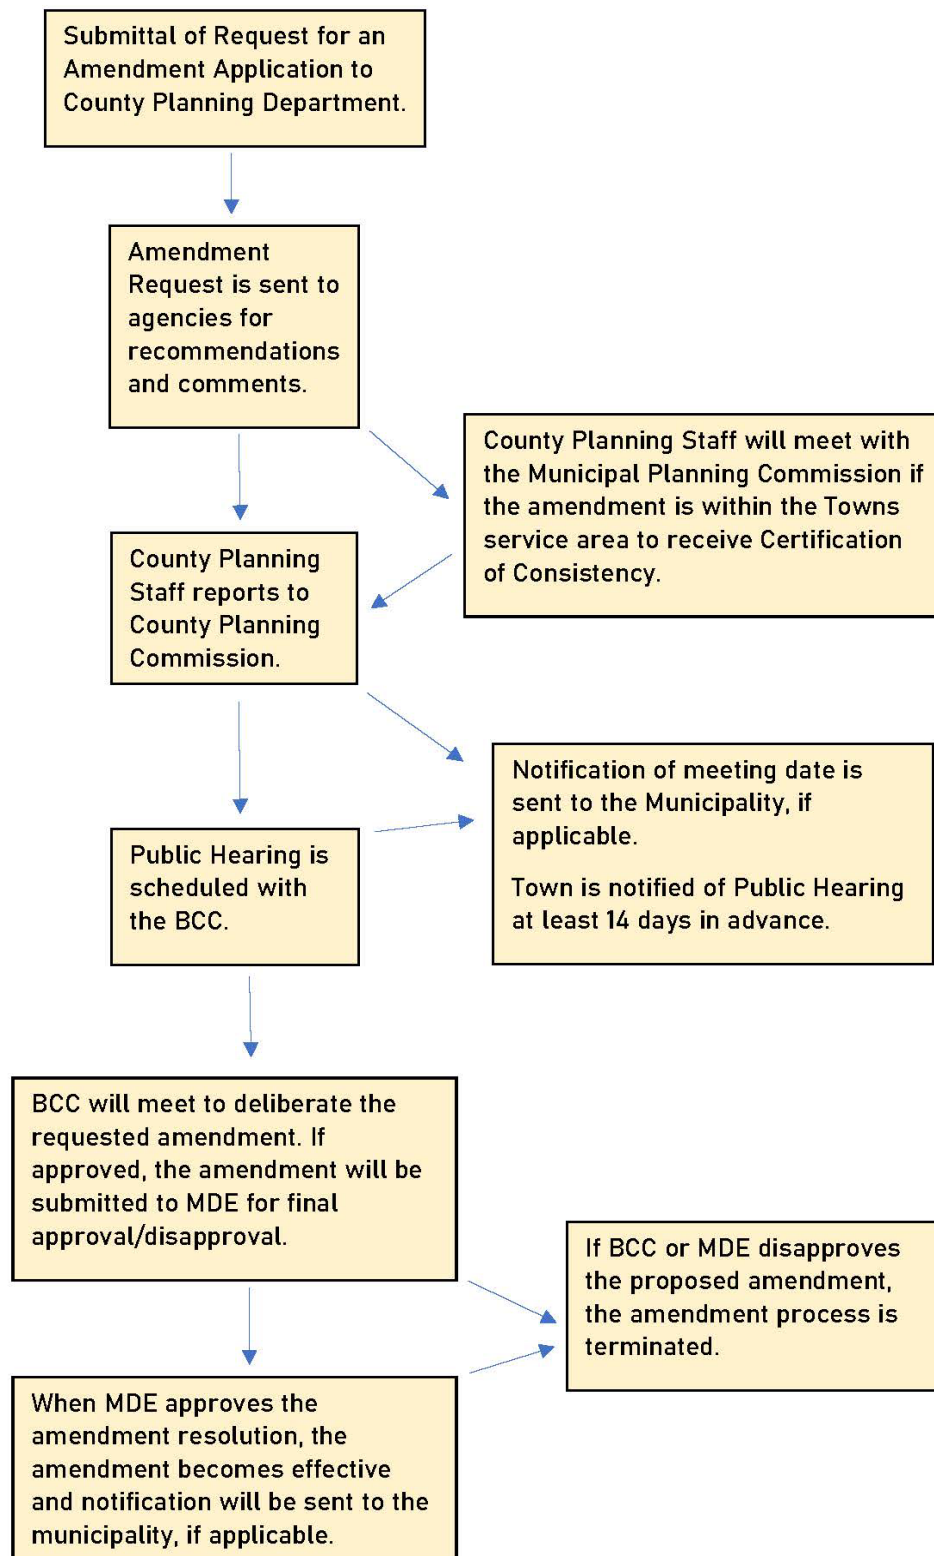 Submittal of Request for an
Amendment Application to
County Planning Department.
Amendment
Request is sent to
agencies for
recommendations
and comments.
County Planning Staff will meet with
the Municipal Planning Commission if
the amendment is within the Towns
service area to receive Certification
of Consistency.
County Planning
Staff reports to
County Planning
Commission.
Notification of meeting date is
sent to the Municipality, if
applicable.
Town is notified of Public Hearing
at least 14 days in advance.
Public Hearing is
scheduled with
the BCC.
BCC will meet to deliberate the
requested amendment. If
approved, the amendment will be
submitted to MDE for final
approval/disapproval.
If BCC or MDE disapproves
the proposed amendment,
the amendment process is
terminated.
When MDE approves the
amendment resolution, the
amendment becomes effective
and notification will be sent to the
municipality, if applicable.